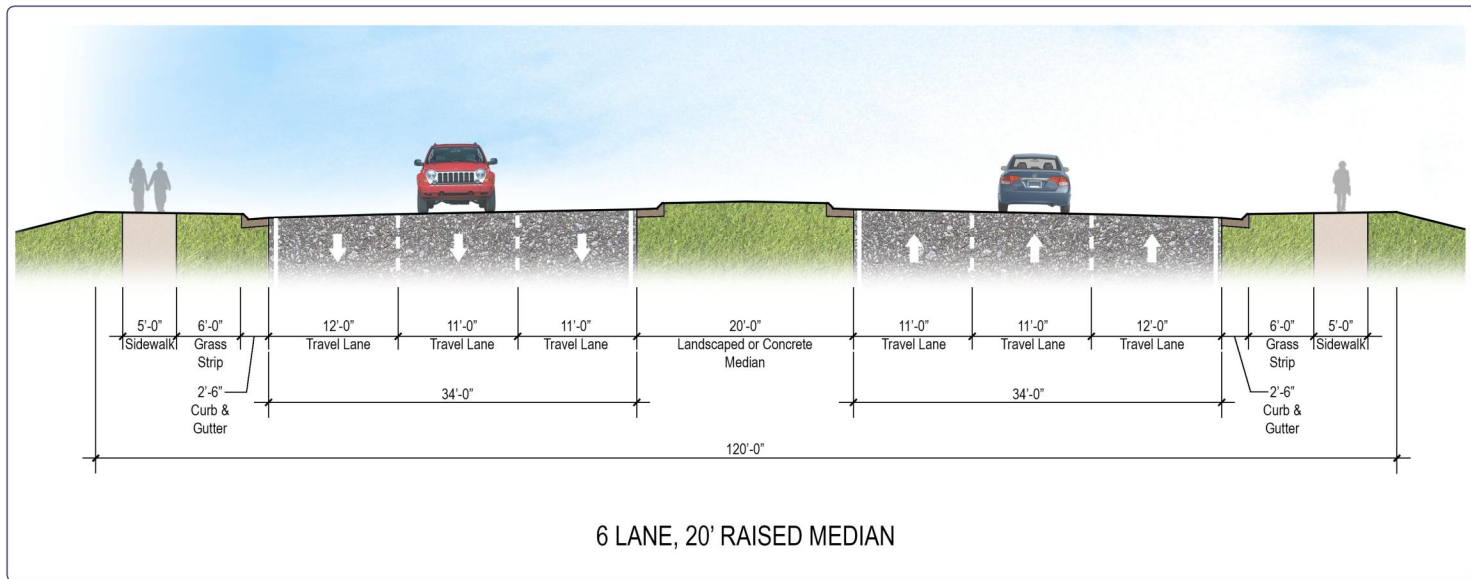 5'-0"
Sidewalk
6'-0"
Grass
Strip
2'-6"
Curb &
Gutter
12'-0"
Travel Lane
11'-0"
Travel Lane
11'-0"
Travel Lane
20'-0"
Landscaped or Concrete
Median
11'-0"
Travel Lane
11'-0"
Travel Lane
12'-0"
Travel Lane
6'-0"
Grass
Strip
5'-0"
Sidewalk
2'-6"
Curb &
Gutter
34'-0"
34'-0"
120'-0"
6 LANE, 20' RAISED MEDIAN